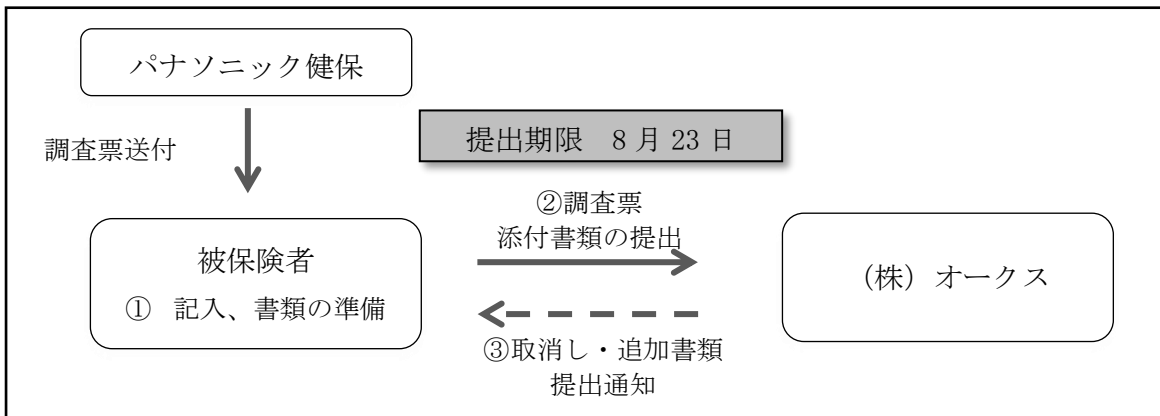 パナソニック健保
調査票送付
提出期限　8月23日
被保険者
①　記入、書類の準備
②調査票
添付書類の提出
③取消し・追加書類
提出通知
（株）オークス